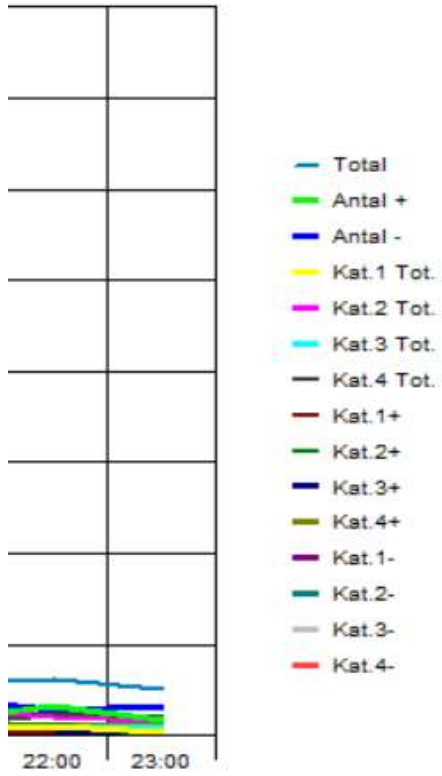 Total
Antal +
Antal -
Kat.1 Tot.
Kat.2 Tot.
Kat.3 Tot.
Kat.4 Tot.
Kat.1+
Kat.2+
Kat.3+
Kat.4+
Kat.1-
Kat.2-
Kat.3-
Kat.4-
22:00 23:00